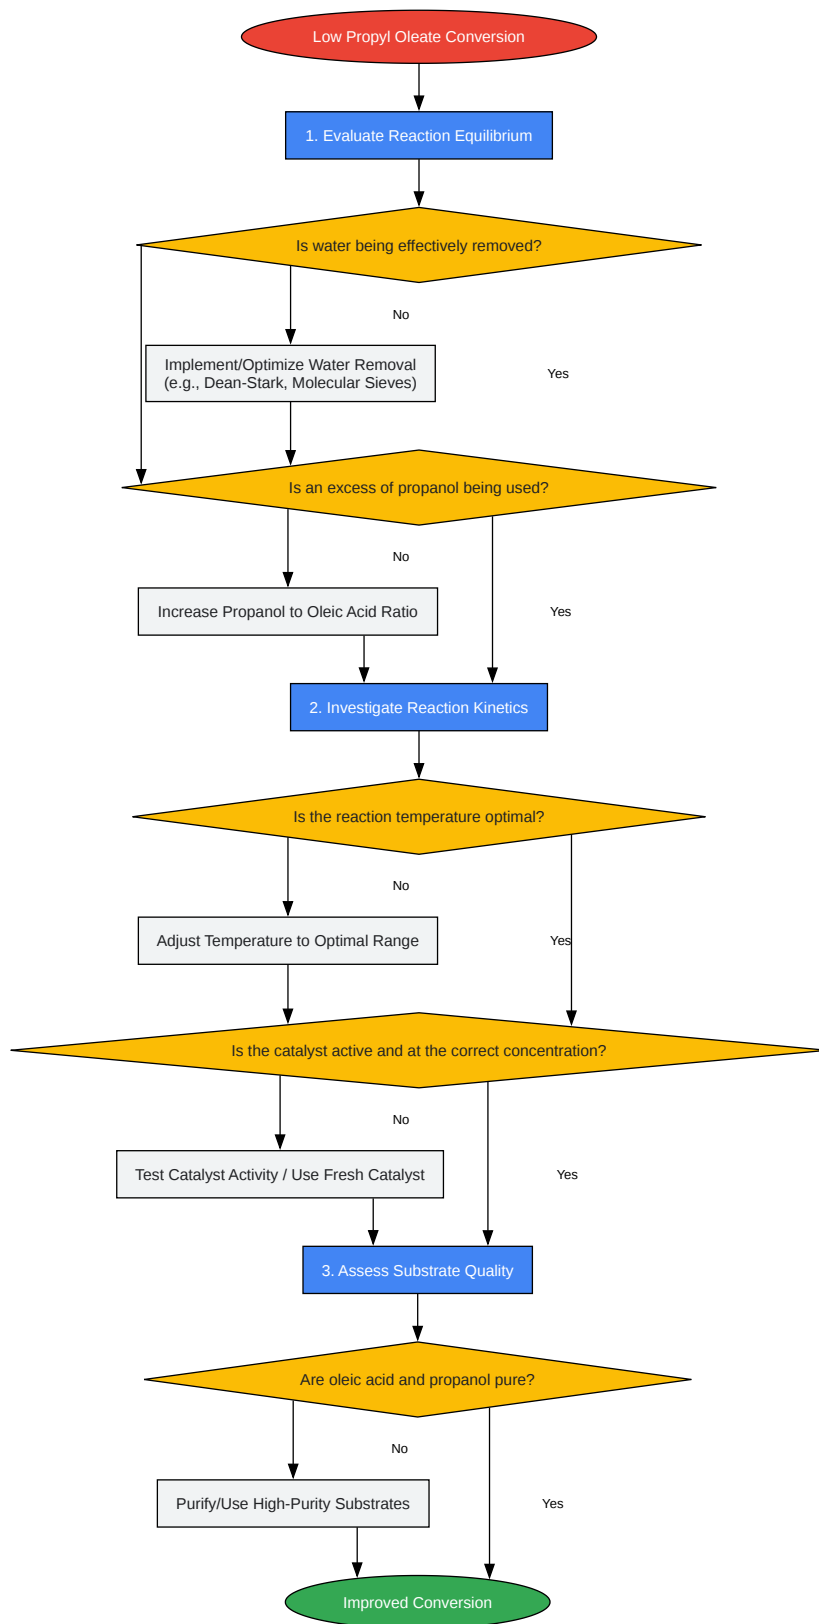 Low Propyl Oleate Conversion
1. Evaluate Reaction Equilibrium
Is water being effectively removed?
No
Implement/Optimize Water Removal
(e.g., Dean-Stark, Molecular Sieves)
Yes
Is an excess of propanol being used?
No
Increase Propanol to Oleic Acid Ratio
Yes
2. Investigate Reaction Kinetics
Is the reaction temperature optimal?
No
Adjust Temperature to Optimal Range
Yes
Is the catalyst active and at the correct concentration?
No
Test Catalyst Activity / Use Fresh Catalyst
Yes
3. Assess Substrate Quality
Are oleic acid and propanol pure?
No
Purify/Use High-Purity Substrates
Yes
Improved Conversion